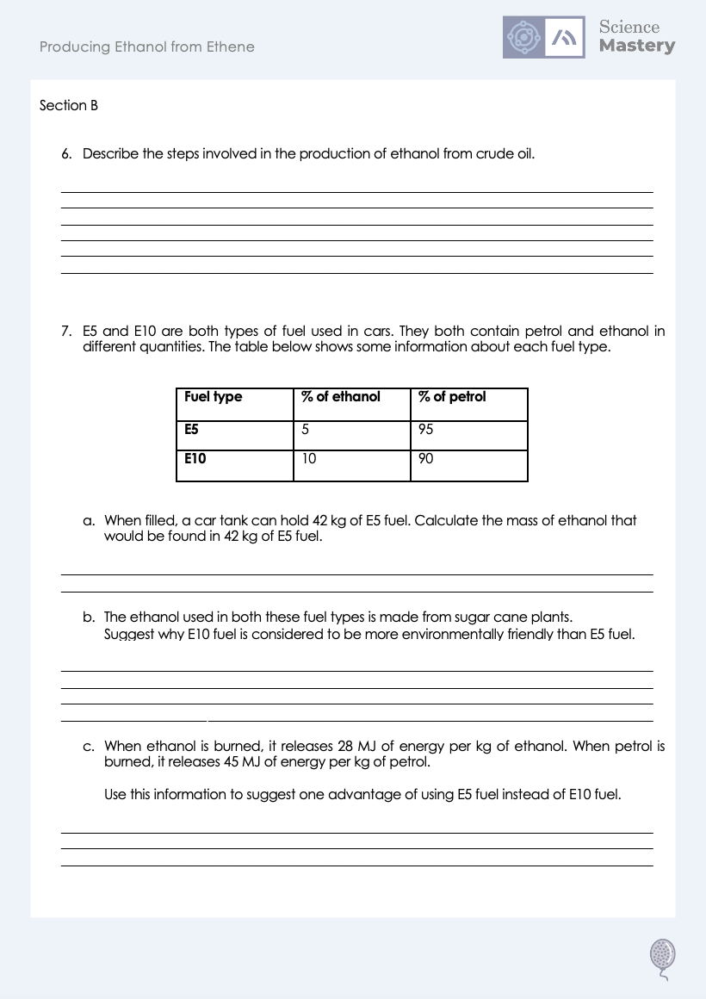 Producing Ethanol from Ethene
Science
Mastery
Section B
6. Describe the steps involved in the production of ethanol from crude oil.
7. E5 and E10 are both types of fuel used in cars. They both contain petrol and ethanol in
different quantities. The table below shows some information about each fuel type.
Fuel type % of ethanol % of petrol
E5 5 95
E10 10 90
a. When filled, a car tank can hold 42 kg of E5 fuel. Calculate the mass of ethanol that
would be found in 42 kg of E5 fuel.
b. The ethanol used in both these fuel types is made from sugar cane plants.
Suggest why E10 fuel is considered to be more environmentally friendly than E5 fuel.
c. When ethanol is burned, it releases 28 MJ of energy per kg of ethanol. When petrol is
burned, it releases 45 MJ of energy per kg of petrol.
Use this information to suggest one advantage of using E5 fuel instead of E10 fuel.